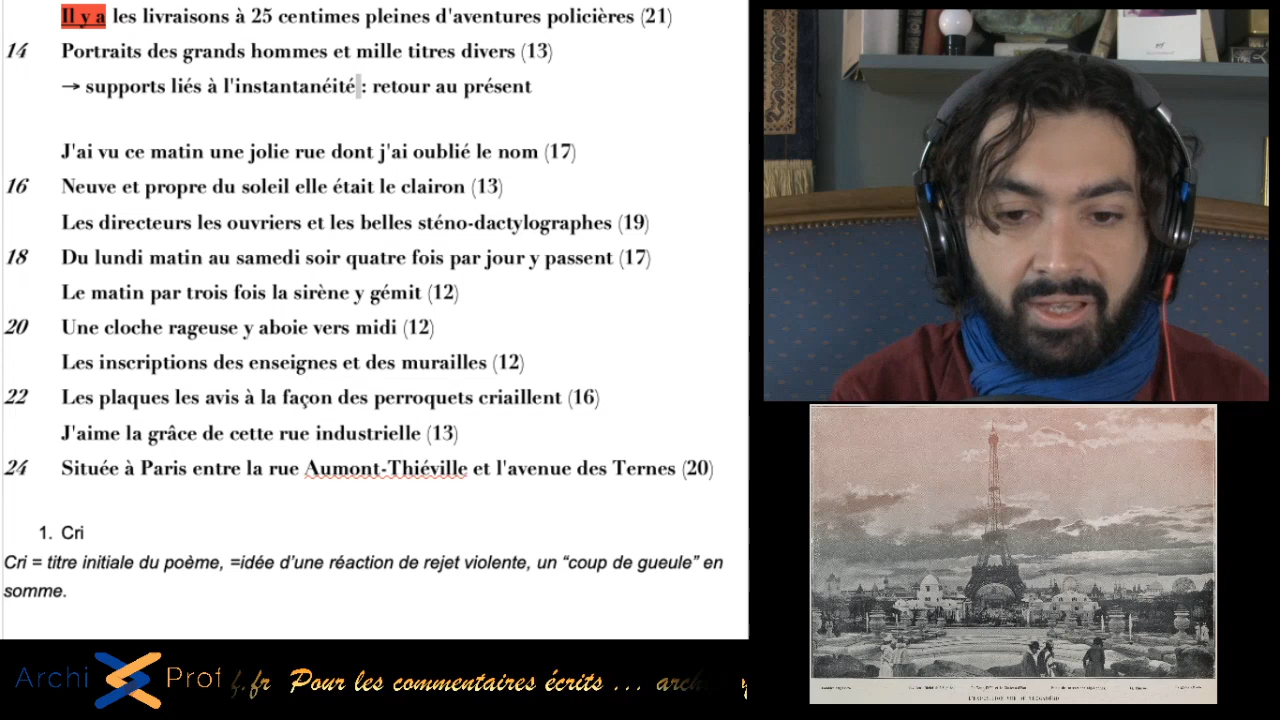 Il y a les livraisons à 25 centimes pleines d'aventures policières (21)
14 Portraits des grands hommes et mille titres divers (13)
→ supports liés à l'instantanéité : retour au présent
J'ai vu ce matin une jolie rue dont j'ai oublié le nom (17)
16 Neuve et propre du soleil elle était le clairon (13)
Les directeurs les ouvriers et les belles sténo-dactylographes (19)
18 Du lundi matin au samedi soir quatre fois par jour y passent (17)
Le matin par trois fois la sirène y gémit (12)
20 Une cloche rageuse y aboie vers midi (12)
Les inscriptions des enseignes et des murailles (12)
22 Les plaques les avis à la façon des perroquets criaillent (16)
J'aime la grâce de cette rue industrielle (13)
24 Située à Paris entre la rue Aumont-Thiéville et l'avenue des Ternes (20)
1. Cri
Cri = titre initiale du poème, =idée d'une réaction de rejet violente, un “coup de gueule” en
somme.
Archi Prof f.fr Pour les commentaires écrits ... arch